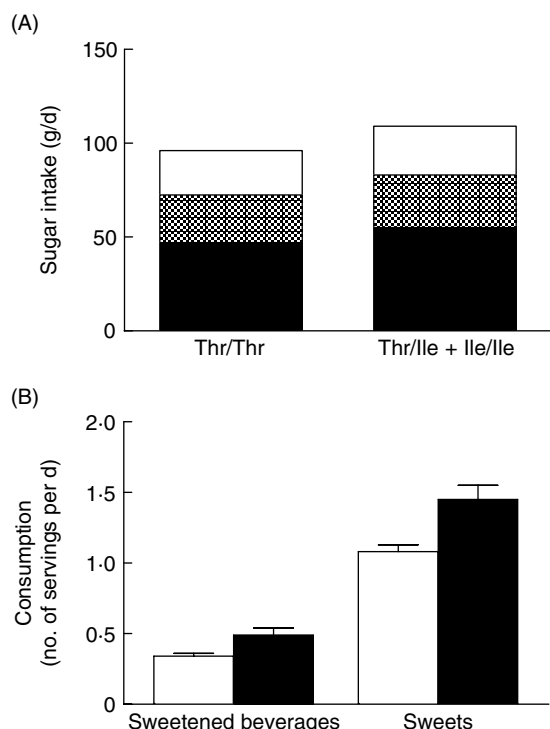 (A)
150
100
50
0
Sugar intake (g/d)
Thr/Thr
Thr/Ile + Ile/Ile
(B)
2·0
1·5
1·0
0·5
0
Consumption
(no. of servings per d)
Sweetened beverages
Sweets